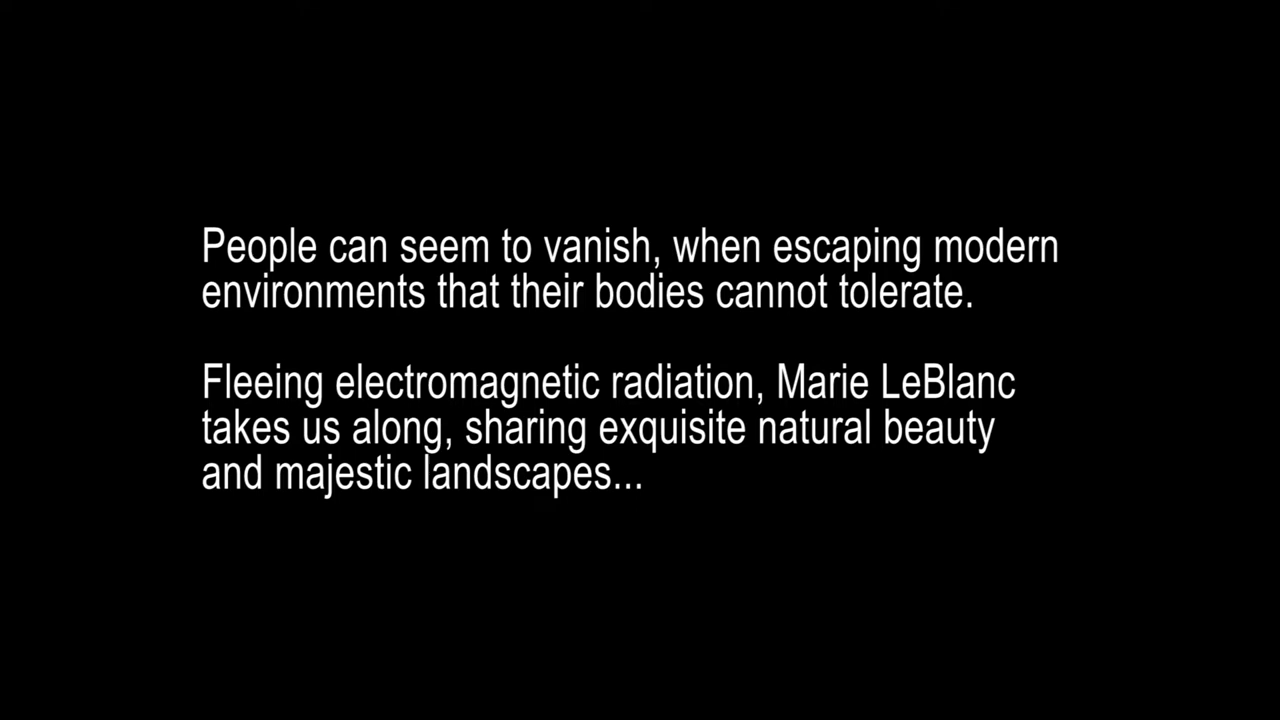 People can seem to vanish, when escaping modern
environments that their bodies cannot tolerate.
Fleeing electromagnetic radiation, Marie LeBlanc
takes us along, sharing exquisite natural beauty
and majestic landscapes...